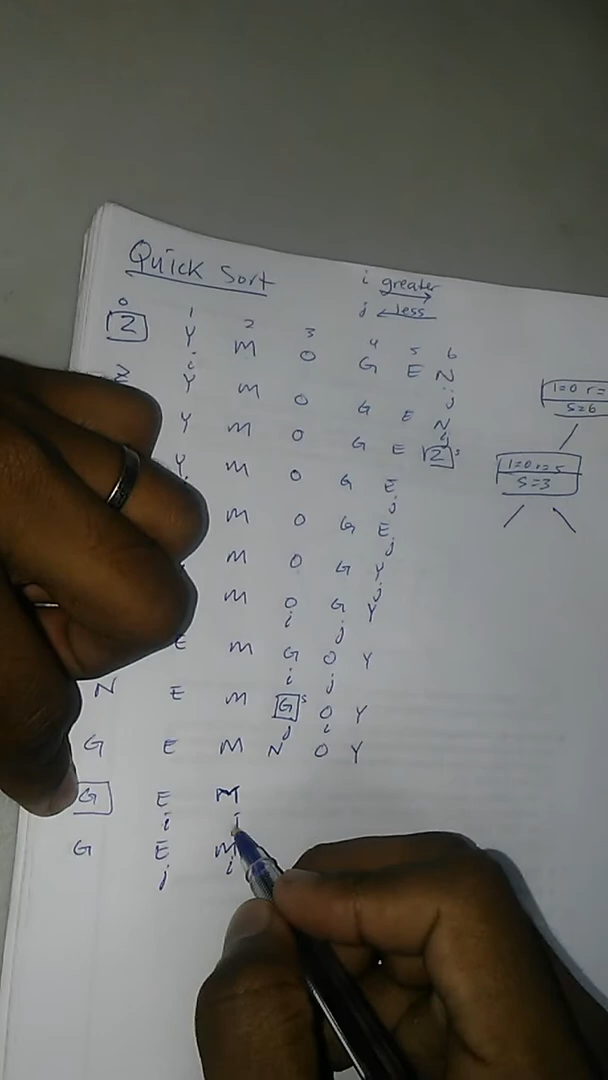 Quick Sort
i greater
j less
0 1 2 3 4 5 6
Z Y M O G E N
i j
Y M O G E N
j
Y M O G E Z s
Y M O G E
j
M O G E
j
M O G Y
j
M O G Y
i j
E M G O Y
i j
N E M G s O Y
j i
G E M N O Y
G E M
i j
G E M
j i
l=0 r=
s=6
l=0 r=5
s=3